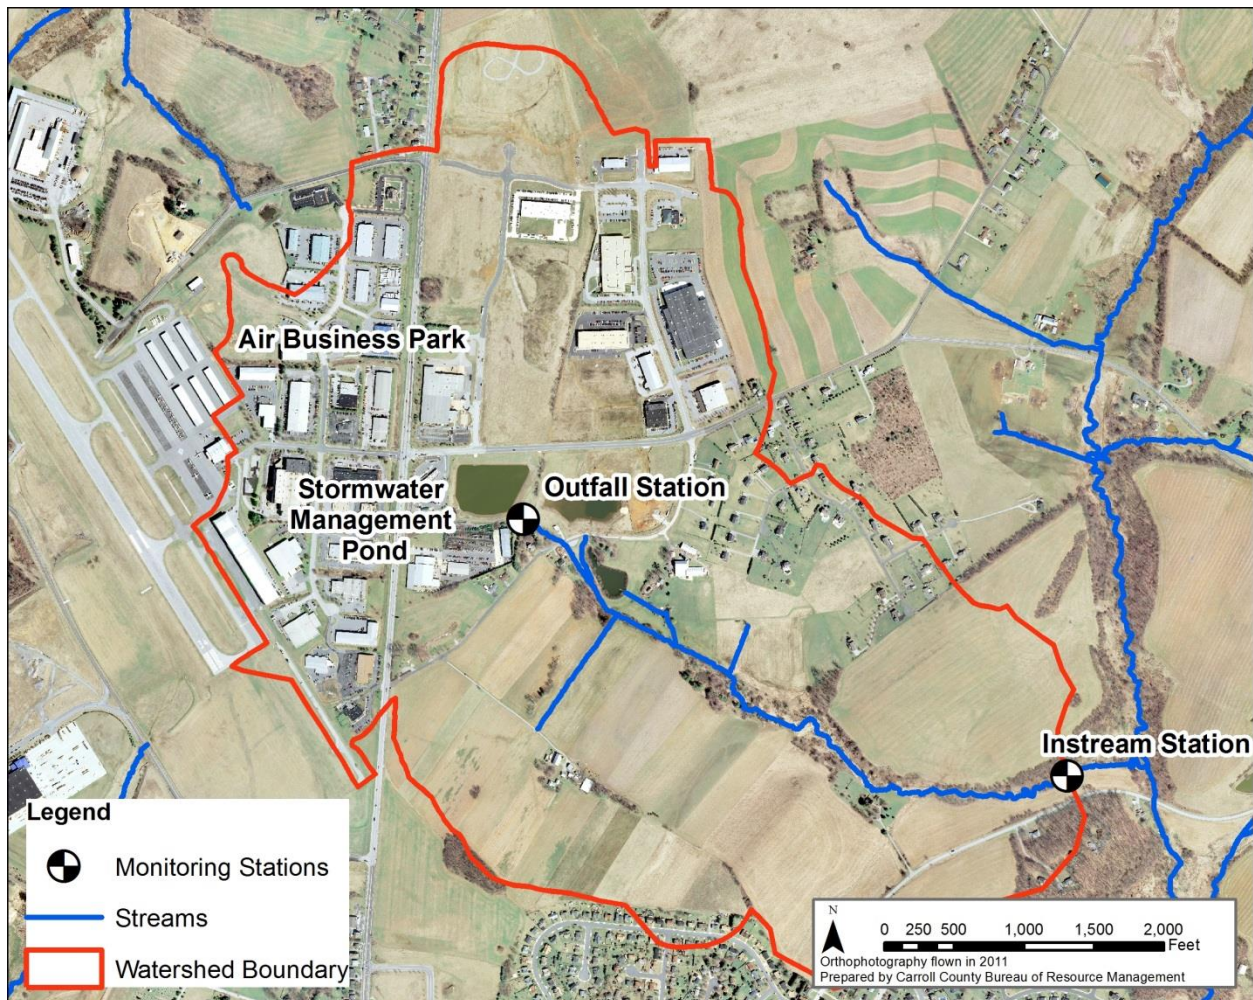 Air Business Park
Stormwater
Management
Pond
Outfall Station
Instream Station
Legend
Monitoring Stations
Streams
Watershed Boundary
N
0 250 500 1,000 1,500 2,000
Feet
Orthophotography flown in 2011
Prepared by Carroll County Bureau of Resource Management